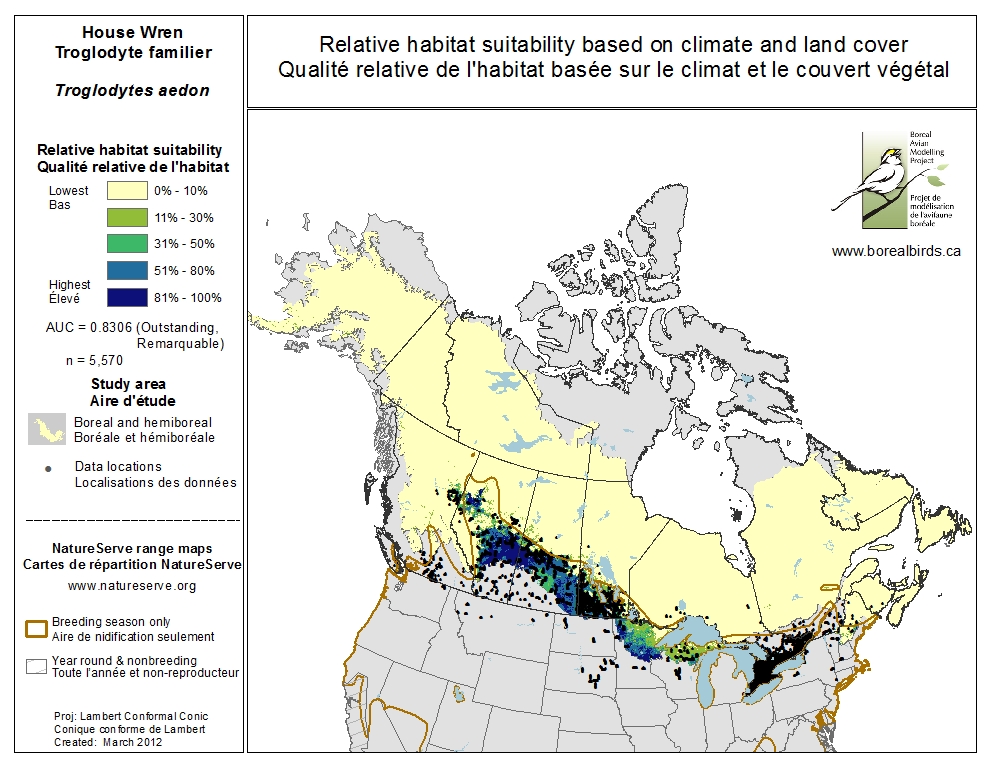 House Wren
Troglodyte familier
Troglodytes aedon
Relative habitat suitability
Qualité relative de l'habitat
Lowest
Bas
0% - 10%
11% - 30%
31% - 50%
51% - 80%
Highest
Élevé
81% - 100%
AUC = 0.8306 (Outstanding,
Remarquable)
n = 5,570
Study area
Aire d'étude
Boreal and hemiboreal
Boréale et hémiboréale
Data locations
Localisations des données
NatureServe range maps
Cartes de répartition NatureServe
www.natureserve.org
Breeding season only
Aire de nidification seulement
Year round & nonbreeding
Toute l'année et non-reproducteur
Proj: Lambert Conformal Conic
Conique conforme de Lambert
Created: March 2012
Relative habitat suitability based on climate and land cover
Qualité relative de l'habitat basée sur le climat et le couvert végétal
Boreal
Avian
Modelling
Project
Projet de
modélisation
de l'avifaune
boréale
www.borealbirds.ca